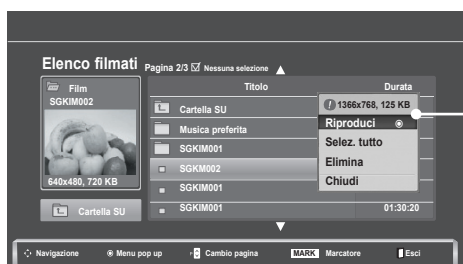 Elenco filmati Pagina 2/3 Nessuna selezione
Film
SGKIM002
640x480, 720 KB
Cartella SU
Titolo Durata
Cartella SU
Musica preferita
SGKIM001
SGKM002
SGKIM001
SGKIM001 01:30:20
1366x768, 125 KB
Riproduci
Selez. tutto
Elimina
Chiudi
Navigazione Menu pop up P Cambio pagina MARK Marcatore Esci